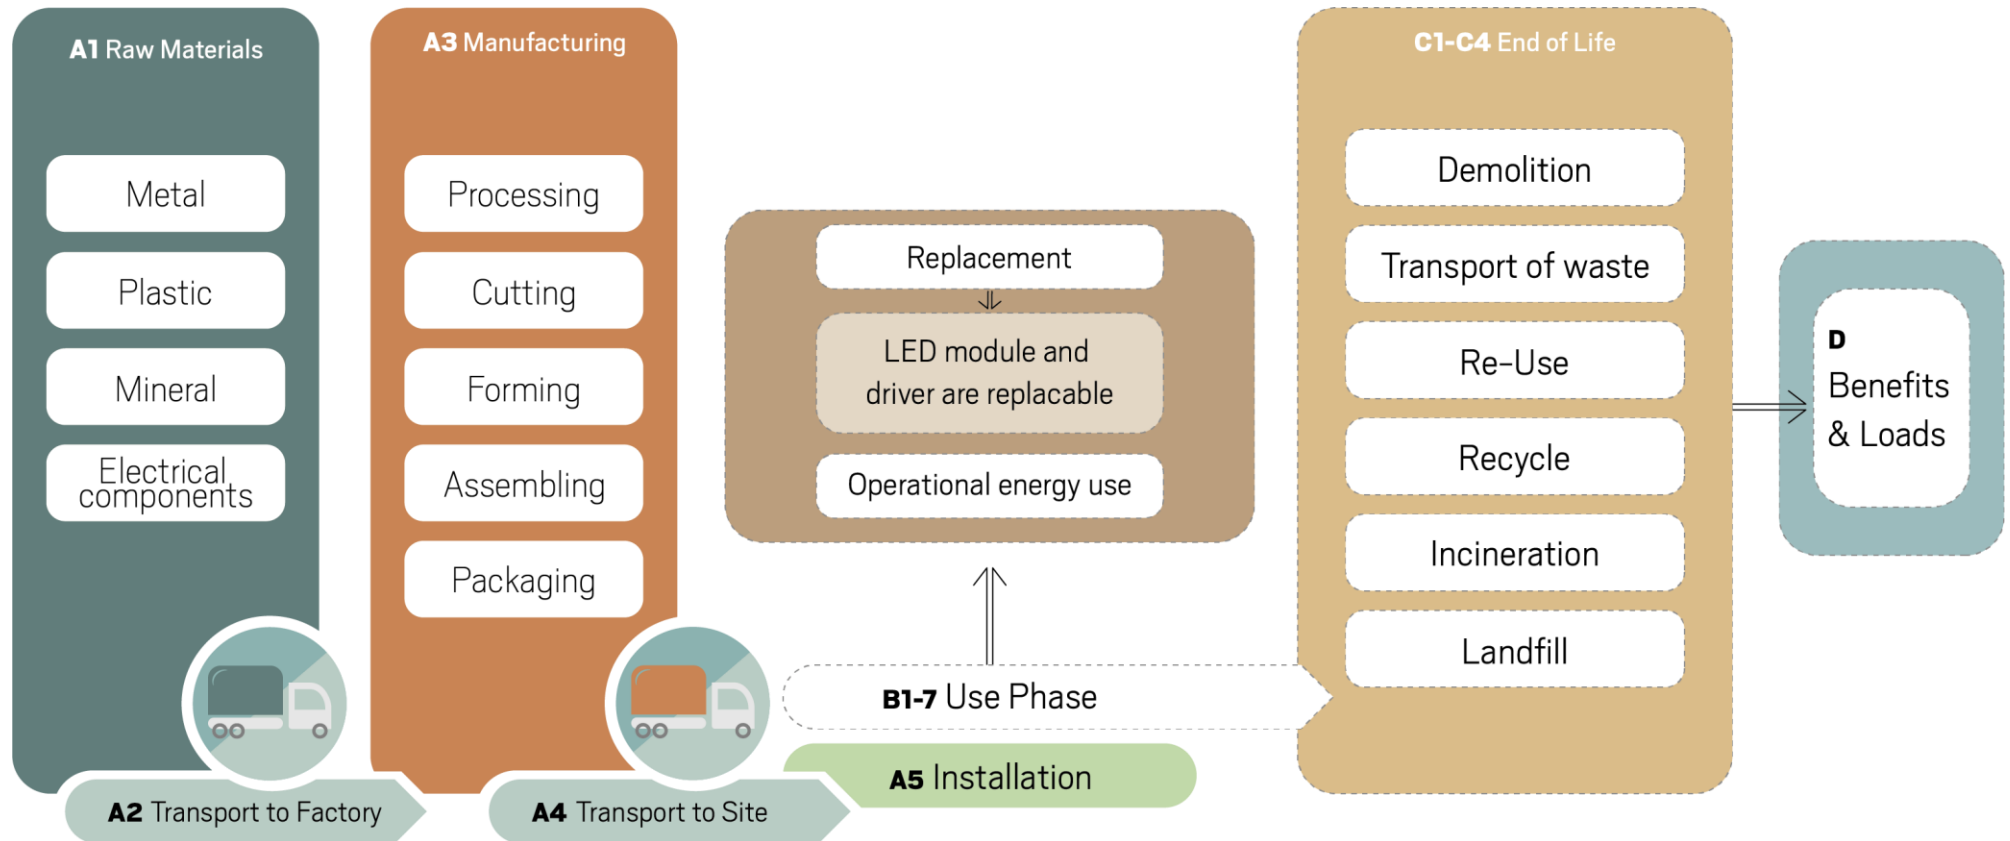 A1 Raw Materials
Metal
Plastic
Mineral
Electrical
components
A2 Transport to Factory
A3 Manufacturing
Processing
Cutting
Forming
Assembling
Packaging
A4 Transport to Site
A5 Installation
B1-7 Use Phase
Replacement
LED module and
driver are replacable
Operational energy use
C1-C4 End of Life
Demolition
Transport of waste
Re-Use
Recycle
Incineration
Landfill
D
Benefits
& Loads